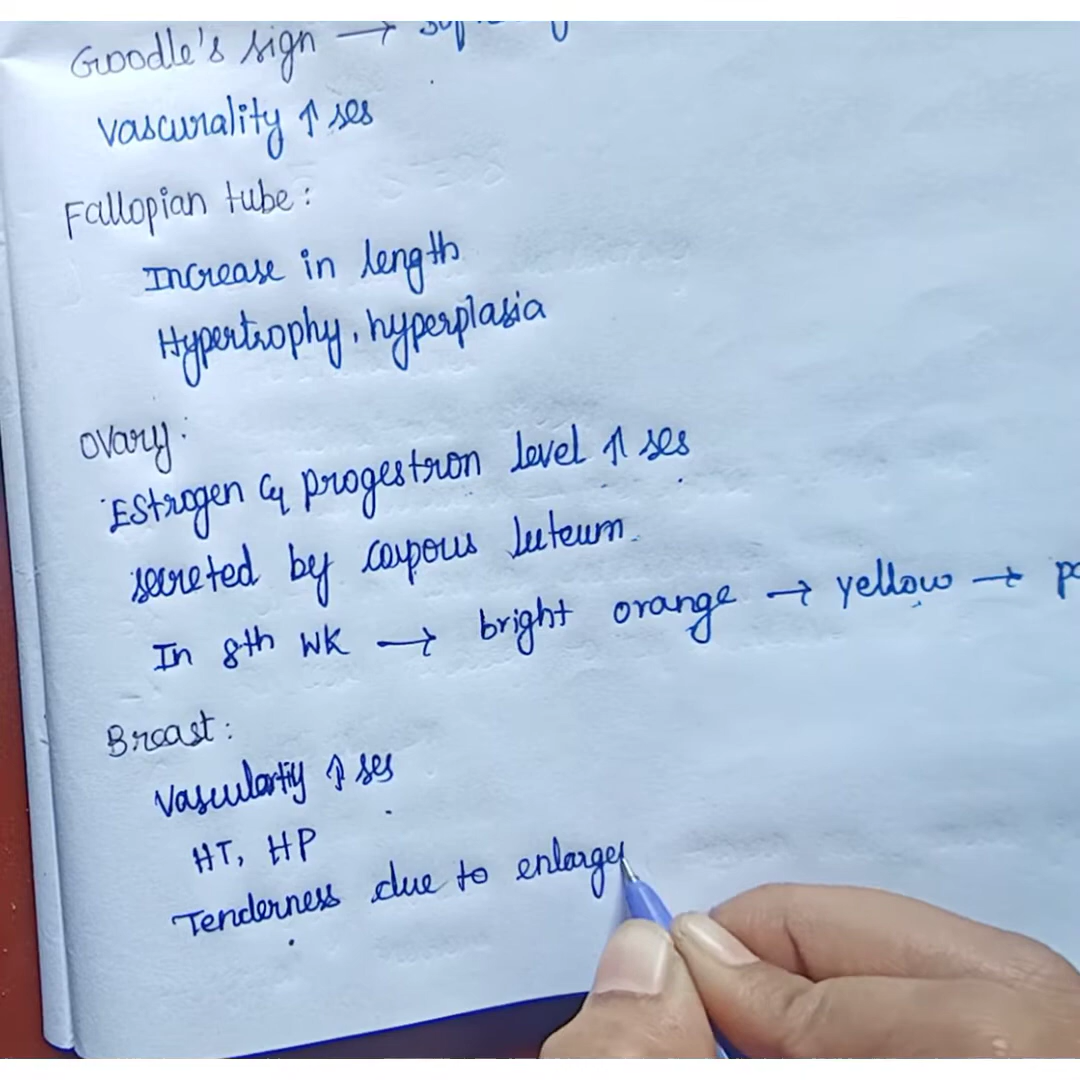 Goodle's sign →
Vascurality ↑ ses
Fallopian tube :
Increase in length
Hypertrophy, hyperplasia
Ovary :
Estrogen & progestron level ↑ ses
secreted by corpous luteum.
In 8th wk → bright orange → yellow →
Breast :
Vasculartiy ↑ ses
HT, HP
Tenderness due to enlarge